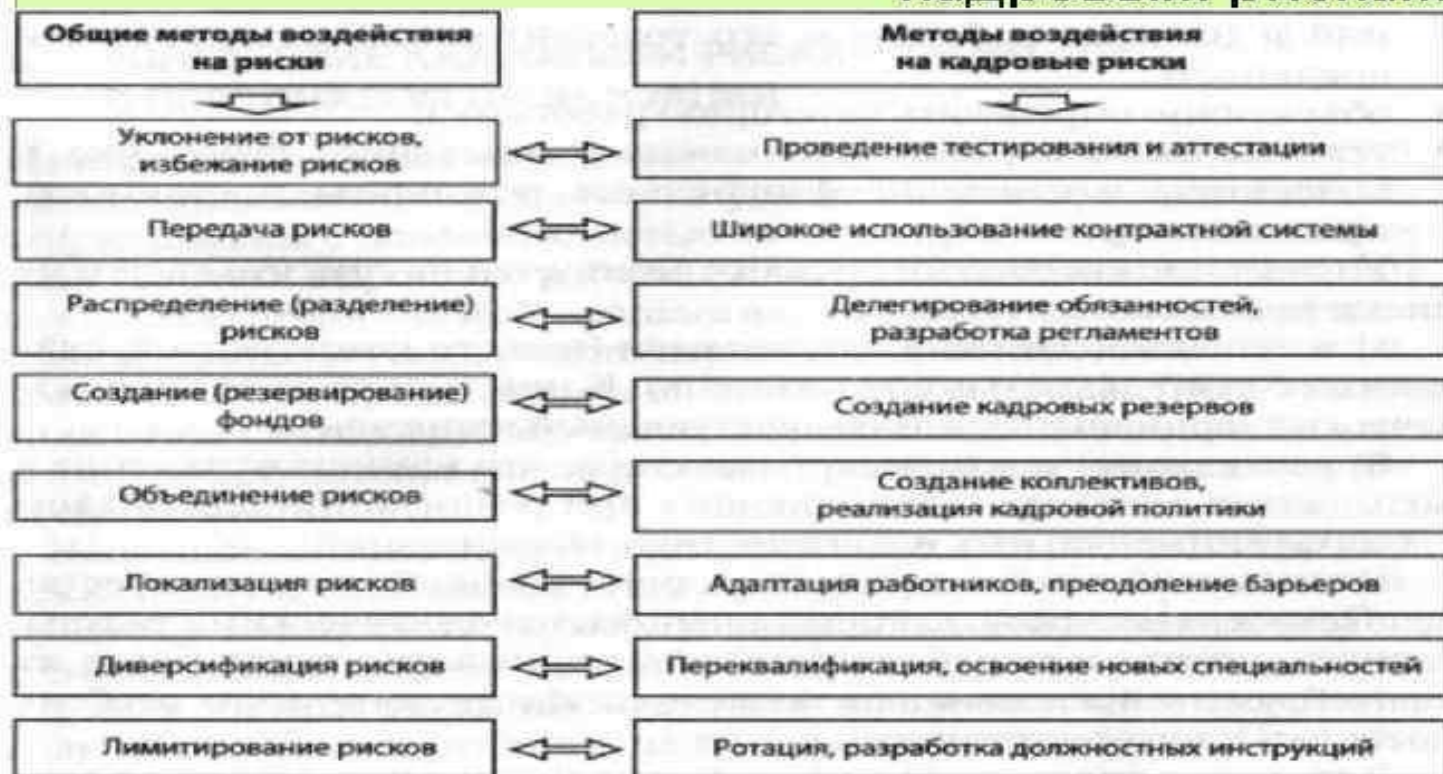 Общие методы воздействия
на риски
Методы воздействия
на кадровые риски
Уклонение от рисков,
избежание рисков
Проведение тестирования и аттестации
Передача рисков
Широкое использование контрактной системы
Распределение (разделение)
рисков
Делегирование обязанностей,
разработка регламентов
Создание (резервирование)
фондов
Создание кадровых резервов
Объединение рисков
Создание коллективов,
реализация кадровой политики
Локализация рисков
Адаптация работников, преодоление барьеров
Диверсификация рисков
Переквалификация, освоение новых специальностей
Лимитирование рисков
Ротация, разработка должностных инструкций